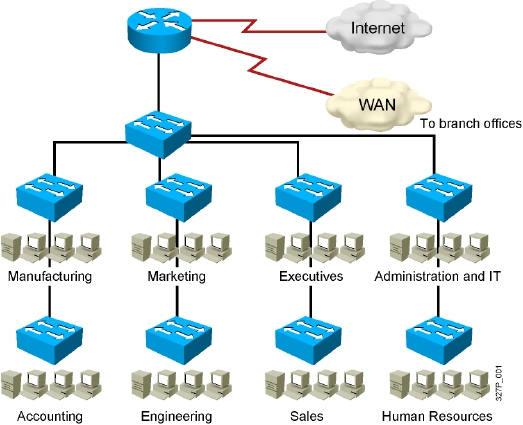 Internet
WAN
To branch offices
Manufacturing
Marketing
Executives
Administration and IT
Accounting
Engineering
Sales
Human Resources
327P_001